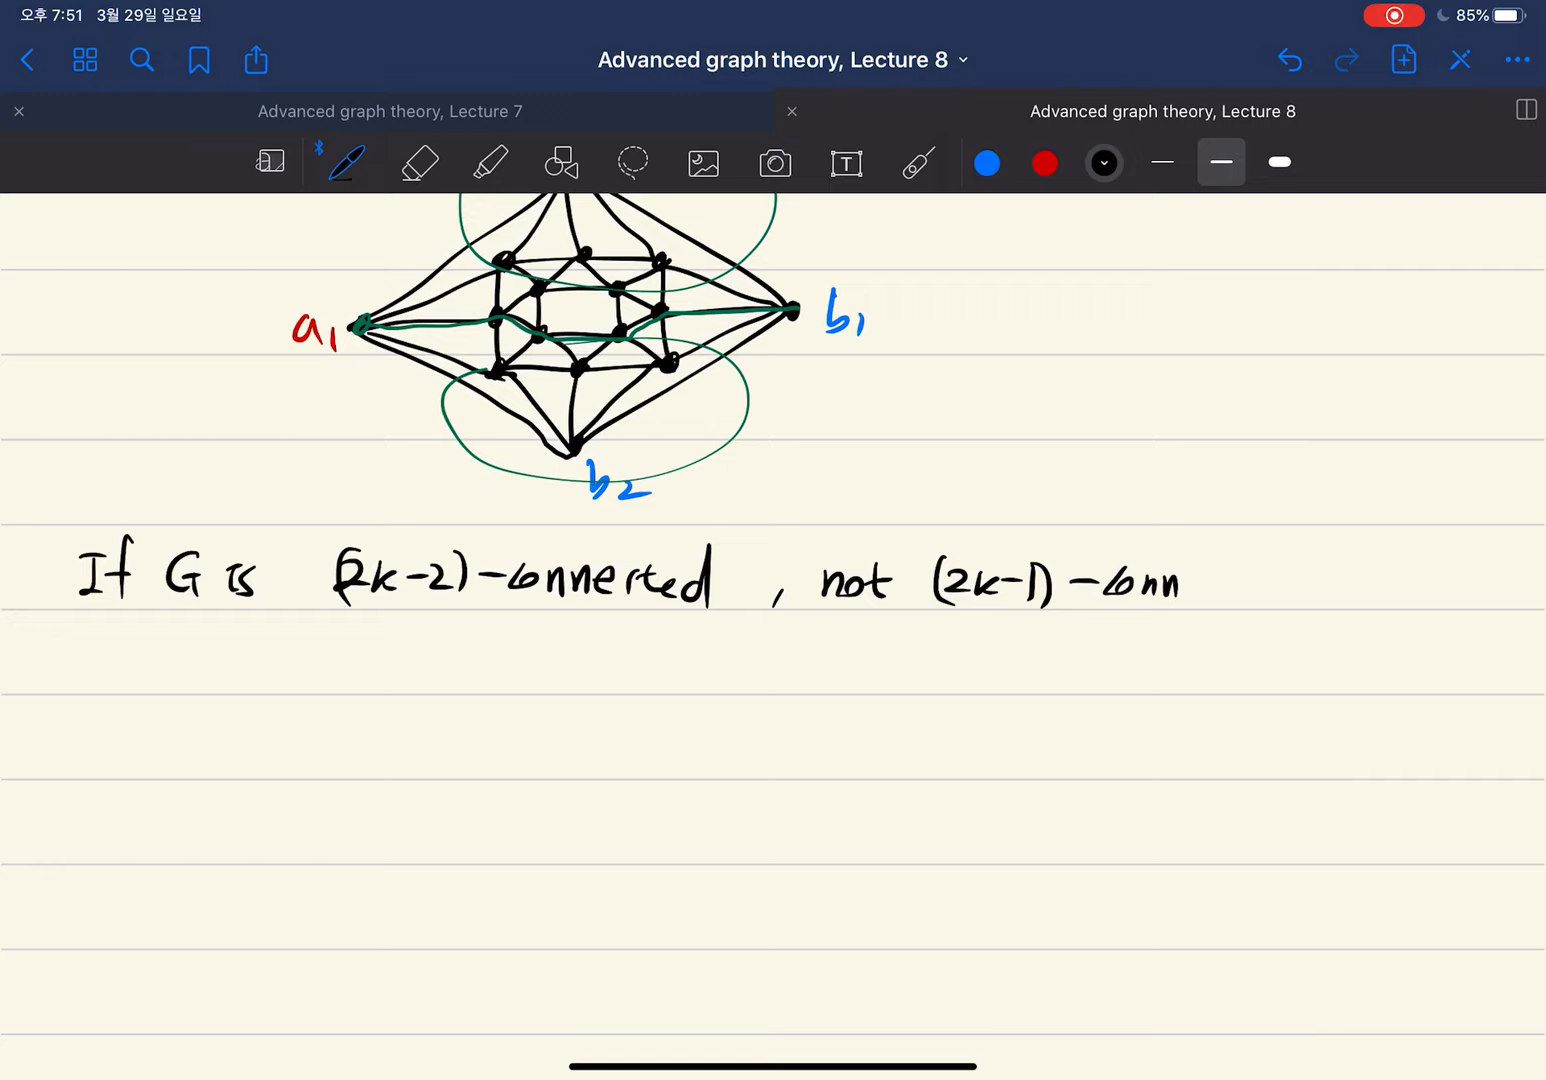 오후 7:51 3월 29일 일요일
85%
Advanced graph theory, Lecture 8
Advanced graph theory, Lecture 7
Advanced graph theory, Lecture 8
a₁
b₁
b₂
If G is (2k-2)-connected, not (2k-1)-conn